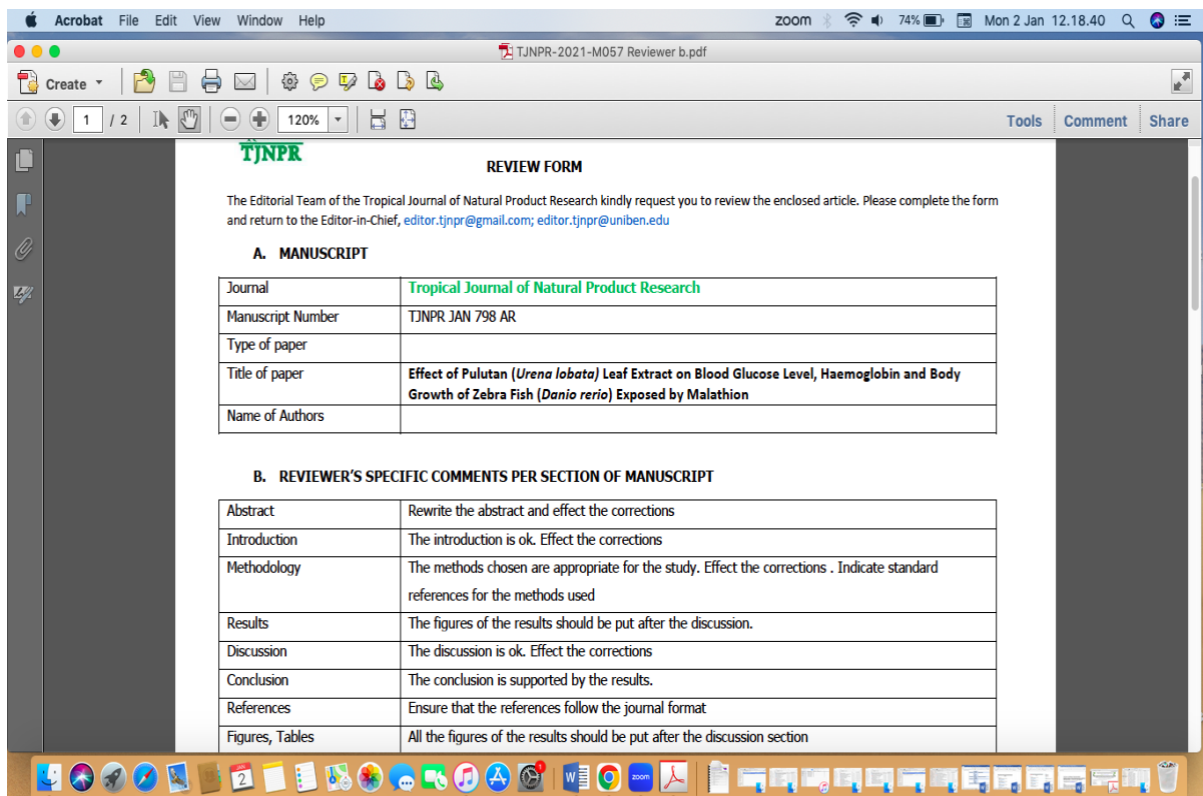 Acrobat File Edit View Window Help zoom 74% Mon 2 Jan 12.18.40
TJNPR-2021-M057 Reviewer b.pdf
Create
1 / 2 120% Tools Comment Share
TJNPR
REVIEW FORM
The Editorial Team of the Tropical Journal of Natural Product Research kindly request you to review the enclosed article. Please complete the form
and return to the Editor-in-Chief, editor.tjnpr@gmail.com; editor.tjnpr@uniben.edu
A. MANUSCRIPT
Journal Tropical Journal of Natural Product Research
Manuscript Number TJNPR JAN 798 AR
Type of paper
Title of paper Effect of Pulutan (Urena lobata) Leaf Extract on Blood Glucose Level, Haemoglobin and Body
Growth of Zebra Fish (Danio rerio) Exposed by Malathion
Name of Authors
B. REVIEWER'S SPECIFIC COMMENTS PER SECTION OF MANUSCRIPT
Abstract Rewrite the abstract and effect the corrections
Introduction The introduction is ok. Effect the corrections
Methodology The methods chosen are appropriate for the study. Effect the corrections . Indicate standard
references for the methods used
Results The figures of the results should be put after the discussion.
Discussion The discussion is ok. Effect the corrections
Conclusion The conclusion is supported by the results.
References Ensure that the references follow the journal format
Figures, Tables All the figures of the results should be put after the discussion section
2 1 W zoom